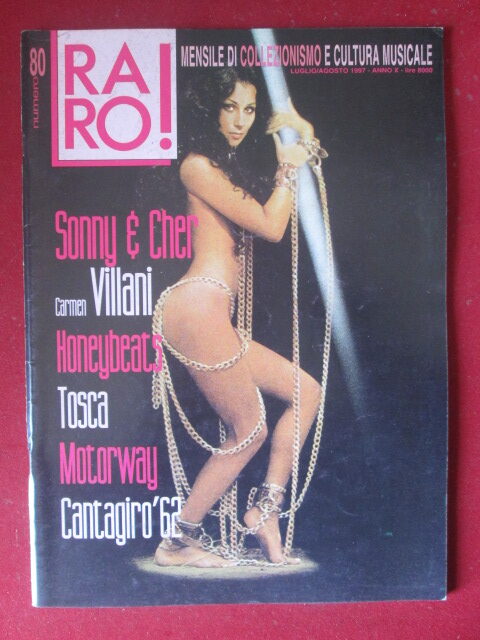 numero 80
RA
RO!
MENSILE DI COLLEZIONISMO E CULTURA MUSICALE
LUGLIO/AGOSTO 1997 - ANNO X - lire 8000
Sonny & Cher
Carmen Villani
Honeybeats
Tosca
Motorway
Cantagiro'62